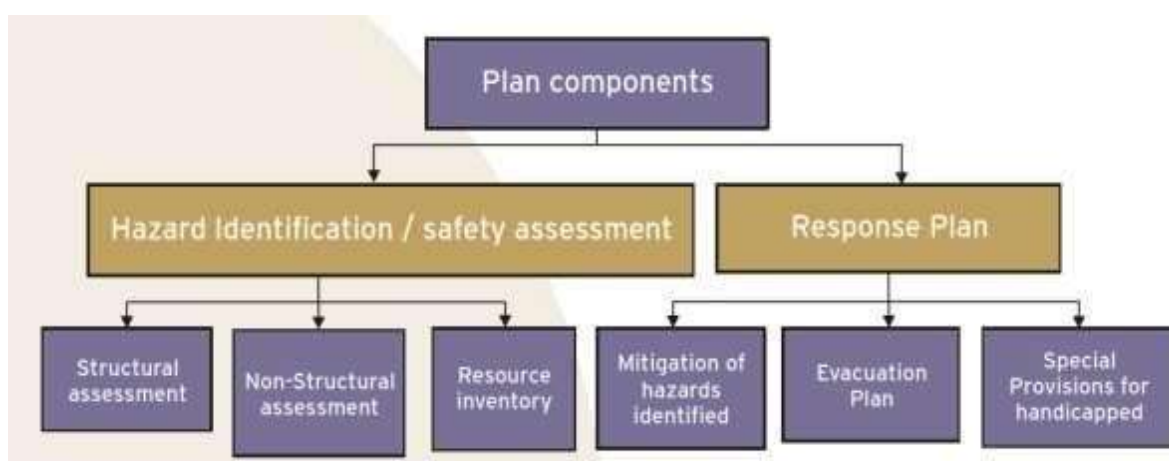 Plan components
Hazard Identification / safety assessment
Response Plan
Structural
assessment
Non-Structural
assessment
Resource
inventory
Mitigation of
hazards
identified
Evacuation
Plan
Special
Provisions for
handicapped